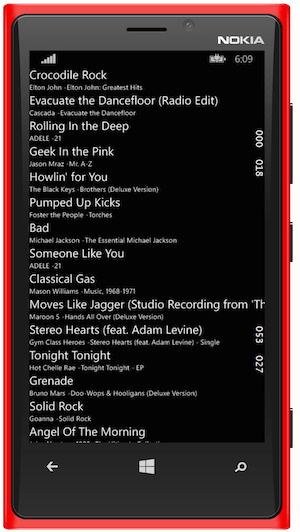 NOKIA
6:09
Crocodile Rock
Elton John - Elton John: Greatest Hits
Evacuate the Dancefloor (Radio Edit)
Cascada - Evacuate the Dancefloor
Rolling in the Deep
ADELE - 21
Geek In the Pink
Jason Mraz - Mr. A-Z
Howlin' for You
The Black Keys - Brothers (Deluxe Version)
Pumped Up Kicks
Foster the People - Torches
Bad
Michael Jackson - The Essential Michael Jackson
Someone Like You
ADELE - 21
Classical Gas
Mason Williams - Music, 1968-1971
Moves Like Jagger (Studio Recording from 'Th
Maroon 5 - Hands All Over (Deluxe Version)
Stereo Hearts (feat. Adam Levine)
Gym Class Heroes - Stereo Hearts (feat. Adam Levine) - Single
Tonight Tonight
Hot Chelle Rae - Tonight Tonight - EP
Grenade
Bruno Mars - Doo-Wops & Hooligans (Deluxe Version)
Solid Rock
Goanna - Solid Rock
Angel Of The Morning
000 018
053 027